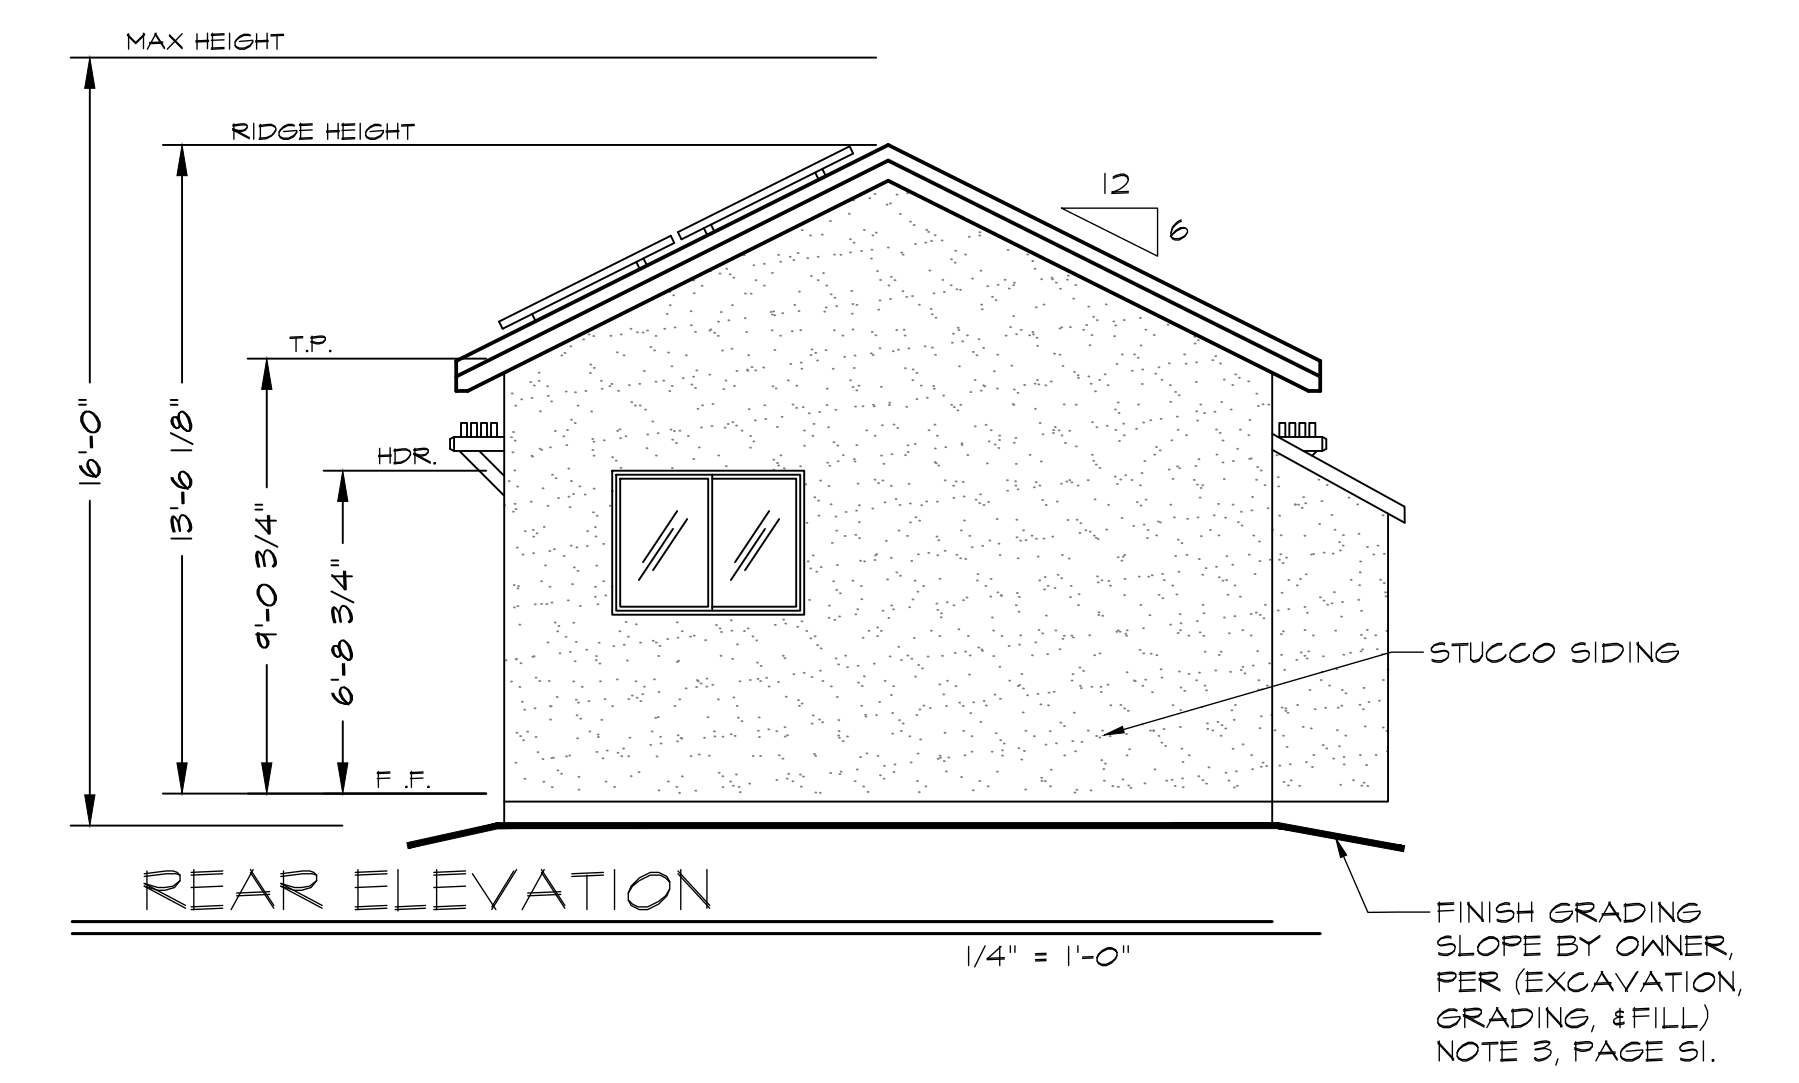 MAX HEIGHT
RIDGE HEIGHT
12
6
T.P.
HDR.
16'-0"
13'-6 1/8"
9'-0 3/4"
6'-8 3/4"
STUCCO SIDING
F .F.
REAR ELEVATION
1/4" = 1'-0"
FINISH GRADING
SLOPE BY OWNER,
PER (EXCAVATION,
GRADING, & FILL)
NOTE 3, PAGE S1.